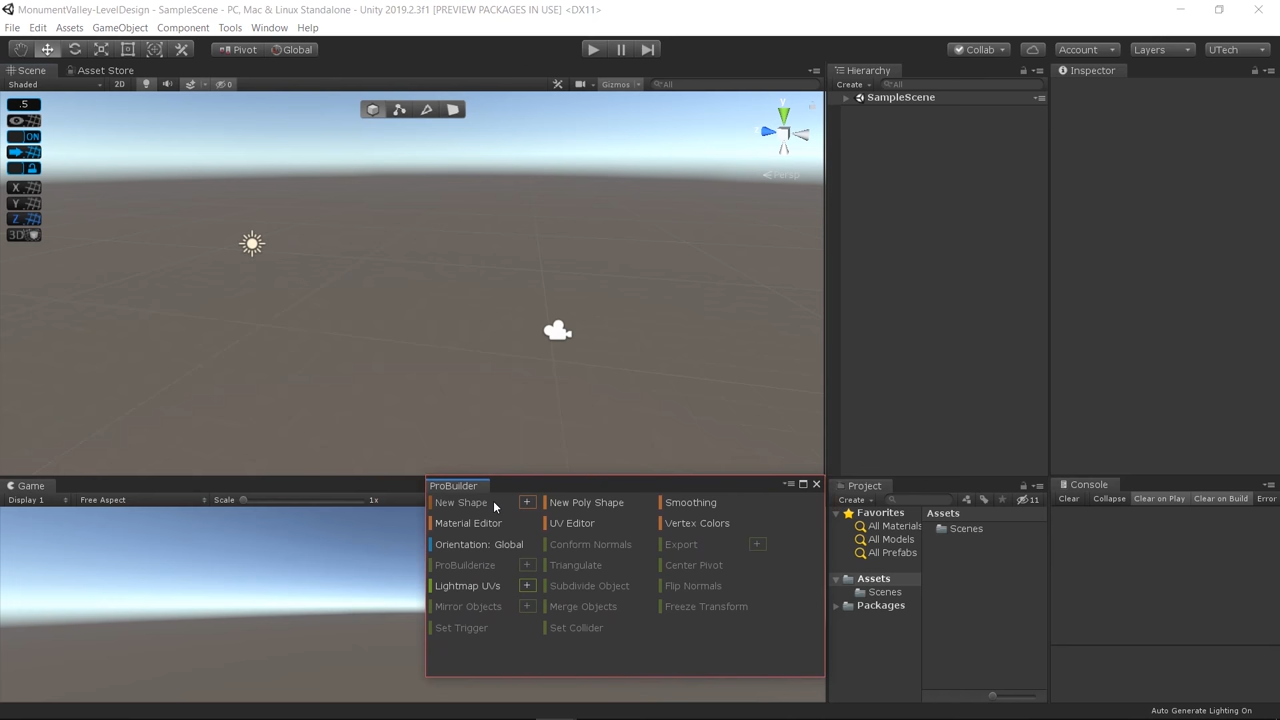 MonumentValley-LevelDesign - SampleScene - PC, Mac & Linux Standalone - Unity 2019.2.3f1 [PREVIEW PACKAGES IN USE] <DX11>
File Edit Assets GameObject Component Tools Window Help
Pivot Global Collab Account Layers UTech
Scene Asset Store Hierarchy Inspector
Shaded 2D 0 Gizmos All Create All
.5 SampleScene
ON
X
Y
Z
3D
y
Persp
Game ProBuilder Project Console
Display 1 Free Aspect Scale 1x Create 11 Clear Collapse Clear on Play Clear on Build Error
New Shape + New Poly Shape Smoothing Favorites Assets
Material Editor UV Editor Vertex Colors All Materials Scenes
Orientation: Global Conform Normals Export + All Models
All Prefabs
ProBuilderize + Triangulate Center Pivot
Assets
Lightmap UVs + Subdivide Object Flip Normals Scenes
Mirror Objects + Merge Objects Freeze Transform Packages
Set Trigger Set Collider
Auto Generate Lighting On